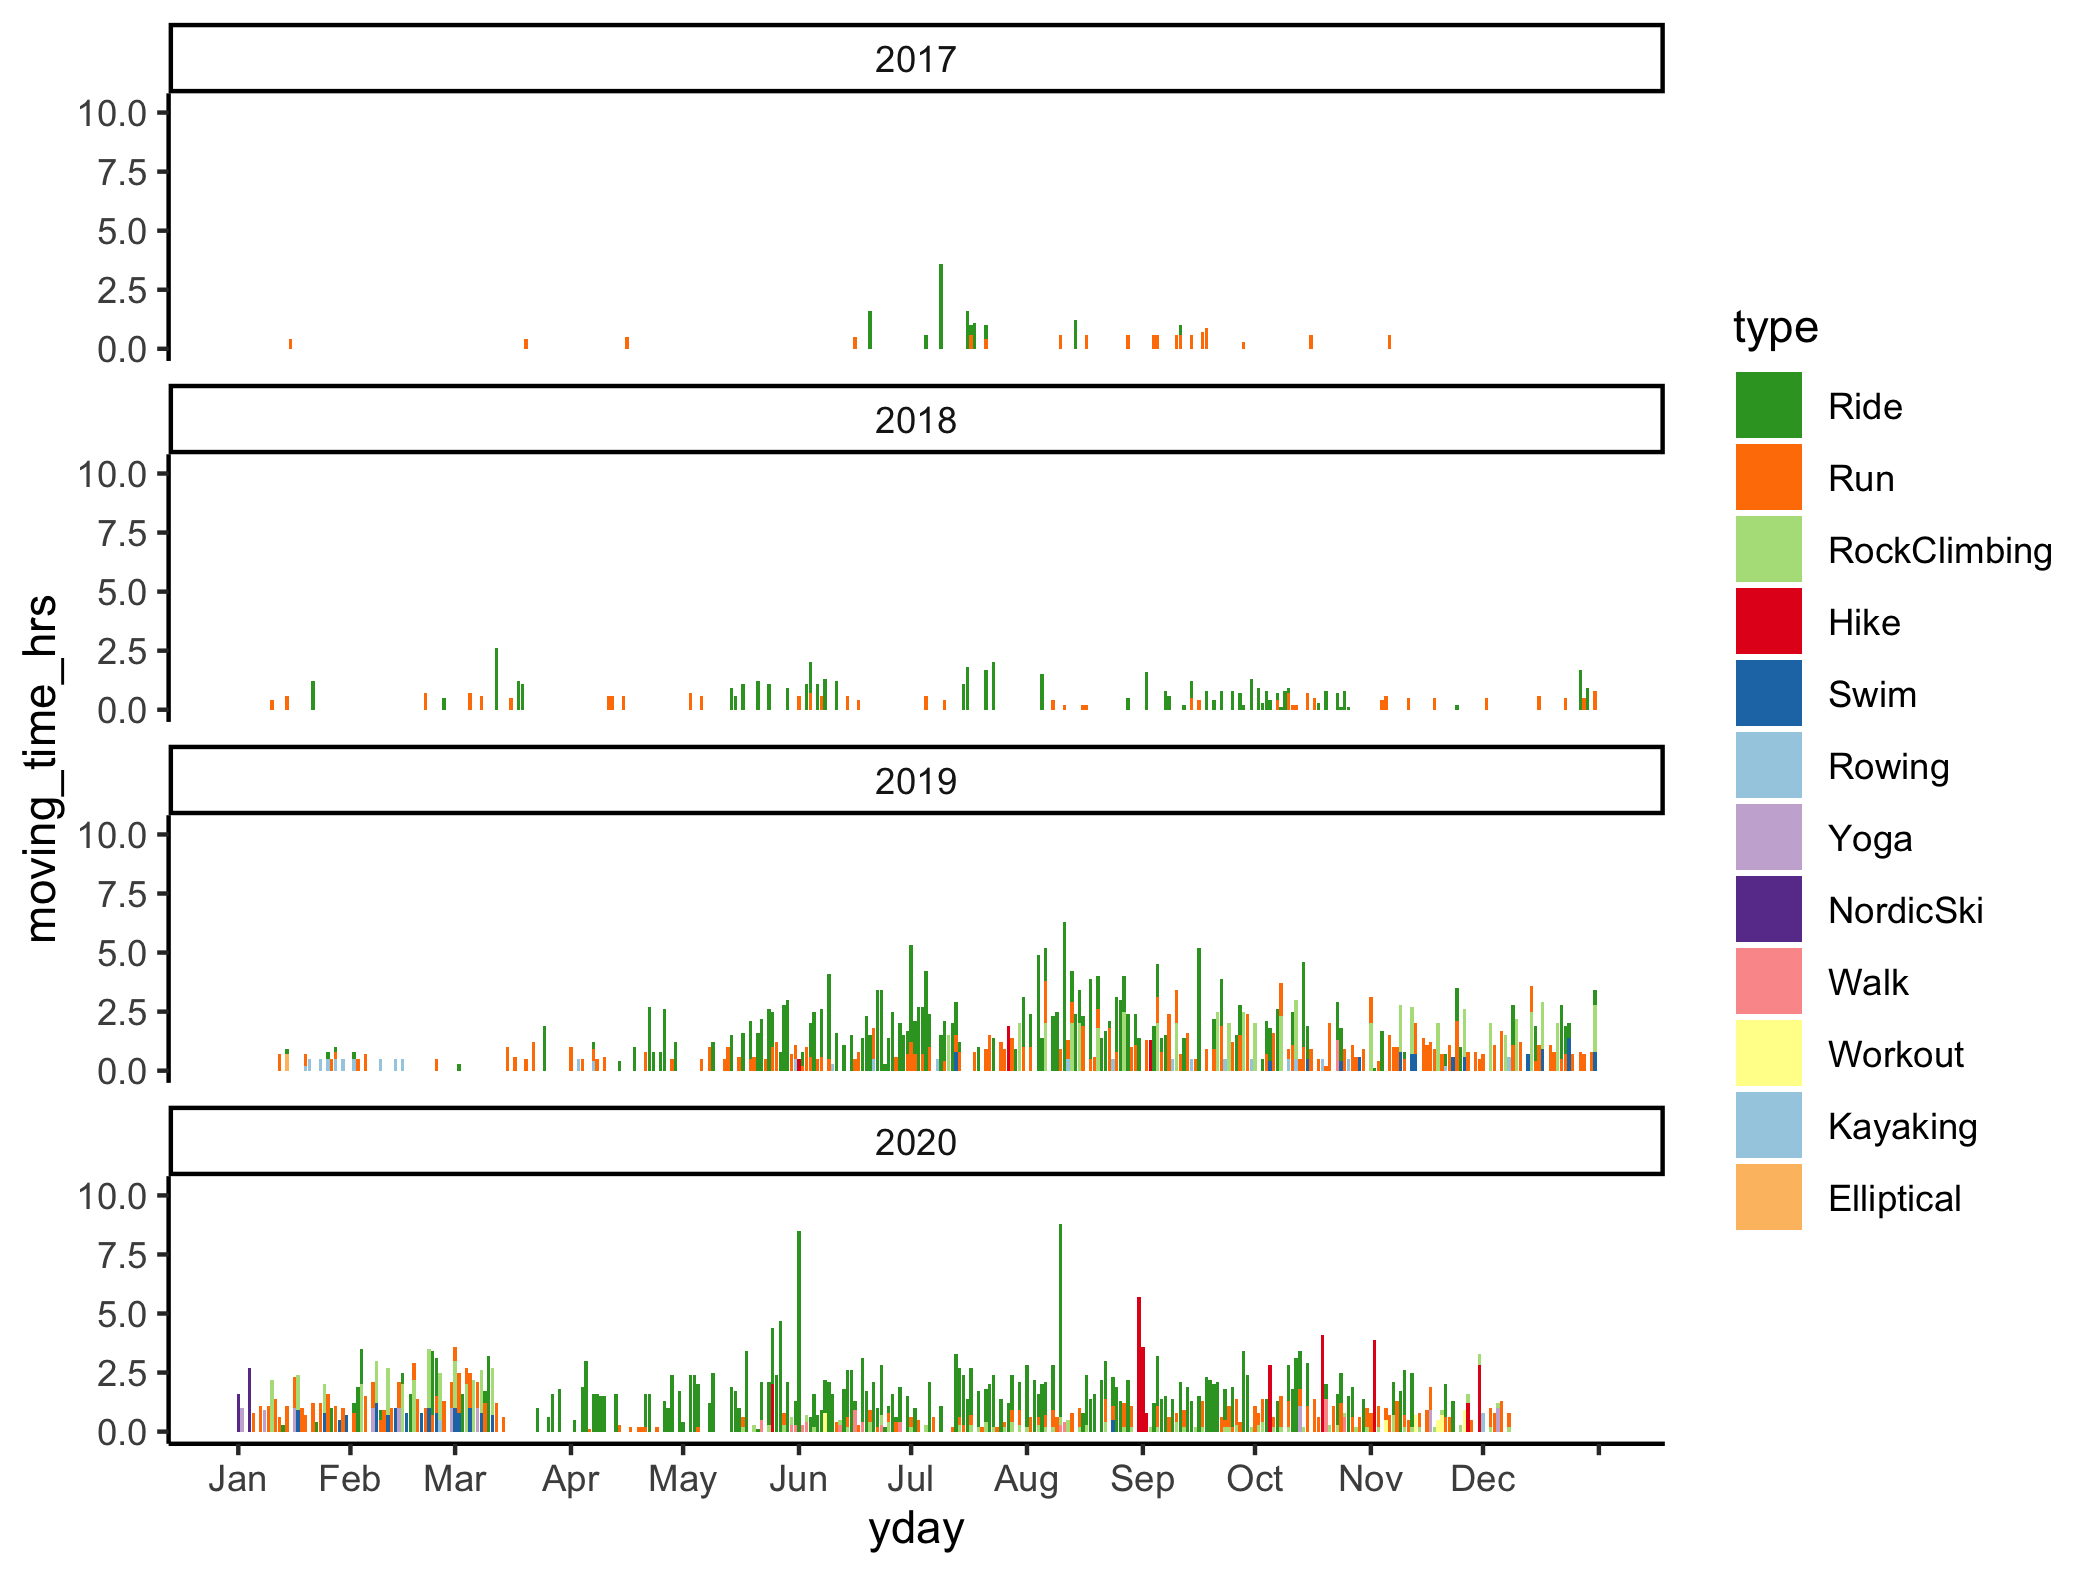 2017
10.0
7.5
5.0
2.5
0.0
2018
10.0
7.5
5.0
2.5
0.0
2019
10.0
7.5
5.0
2.5
0.0
2020
10.0
7.5
5.0
2.5
0.0
Jan Feb Mar Apr May Jun Jul Aug Sep Oct Nov Dec
yday
moving_time_hrs
type
Ride
Run
RockClimbing
Hike
Swim
Rowing
Yoga
NordicSki
Walk
Workout
Kayaking
Elliptical